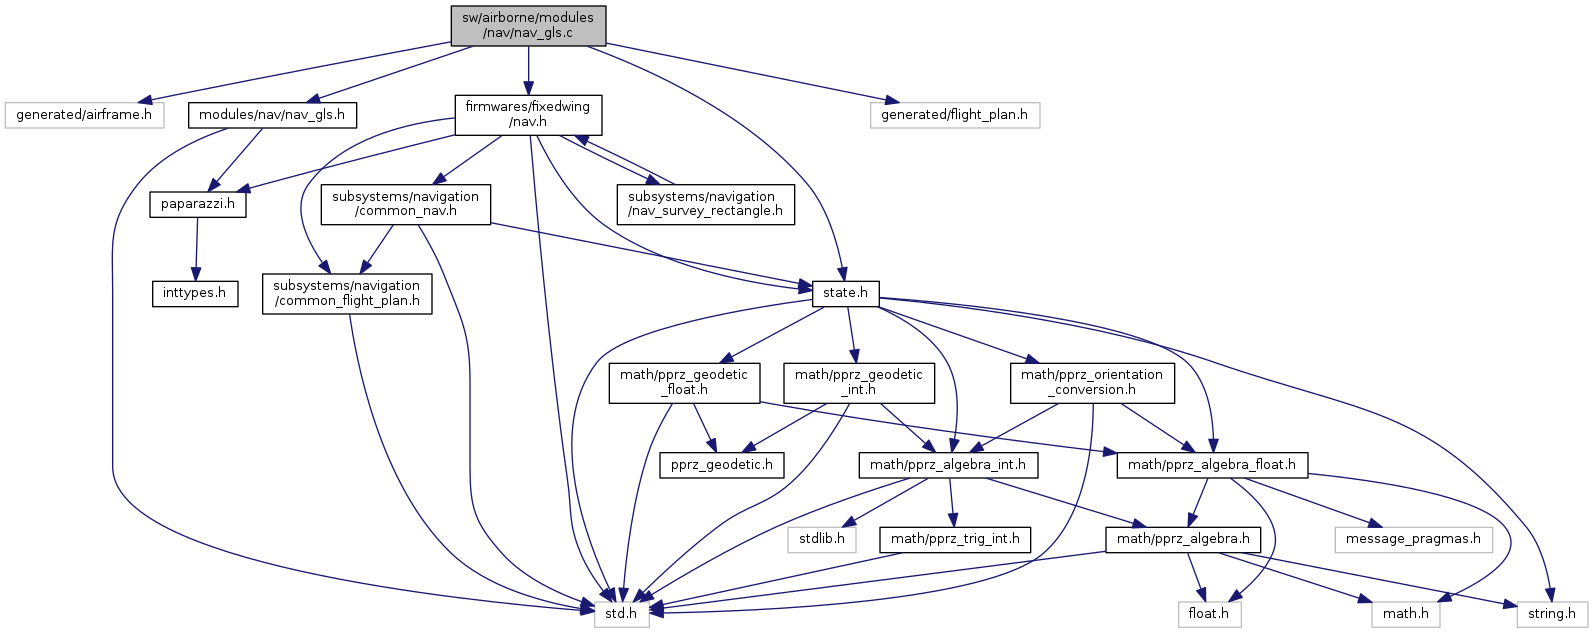 sw/airborne/modules
/nav/nav_gls.c
generated/airframe.h
modules/nav/nav_gls.h
firmwares/fixedwing
/nav.h
generated/flight_plan.h
paparazzi.h
subsystems/navigation
/common_nav.h
subsystems/navigation
/nav_survey_rectangle.h
inttypes.h
subsystems/navigation
/common_flight_plan.h
state.h
math/pprz_geodetic
_float.h
math/pprz_geodetic
_int.h
math/pprz_orientation
_conversion.h
pprz_geodetic.h
math/pprz_algebra_int.h
math/pprz_algebra_float.h
stdlib.h
math/pprz_trig_int.h
math/pprz_algebra.h
message_pragmas.h
std.h
float.h
math.h
string.h